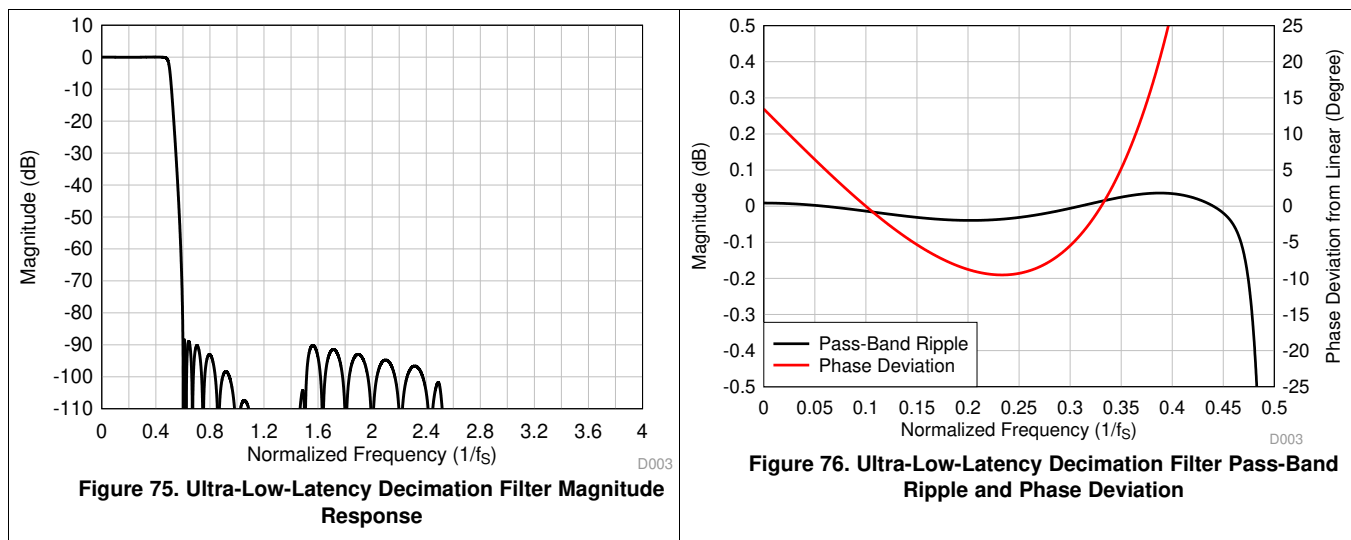 10
0
-10
-20
-30
-40
-50
-60
-70
-80
-90
-100
-110
Magnitude (dB)
0 0.4 0.8 1.2 1.6 2 2.4 2.8 3.2 3.6 4
Normalized Frequency (1/fS)
D003
Figure 75. Ultra-Low-Latency Decimation Filter Magnitude
Response
0.5
0.4
0.3
0.2
0.1
0
-0.1
-0.2
-0.3
-0.4
-0.5
Magnitude (dB)
25
20
15
10
5
0
-5
-10
-15
-20
-25
Phase Deviation from Linear (Degree)
Pass-Band Ripple
Phase Deviation
0 0.05 0.1 0.15 0.2 0.25 0.3 0.35 0.4 0.45 0.5
Normalized Frequency (1/fS)
D003
Figure 76. Ultra-Low-Latency Decimation Filter Pass-Band
Ripple and Phase Deviation